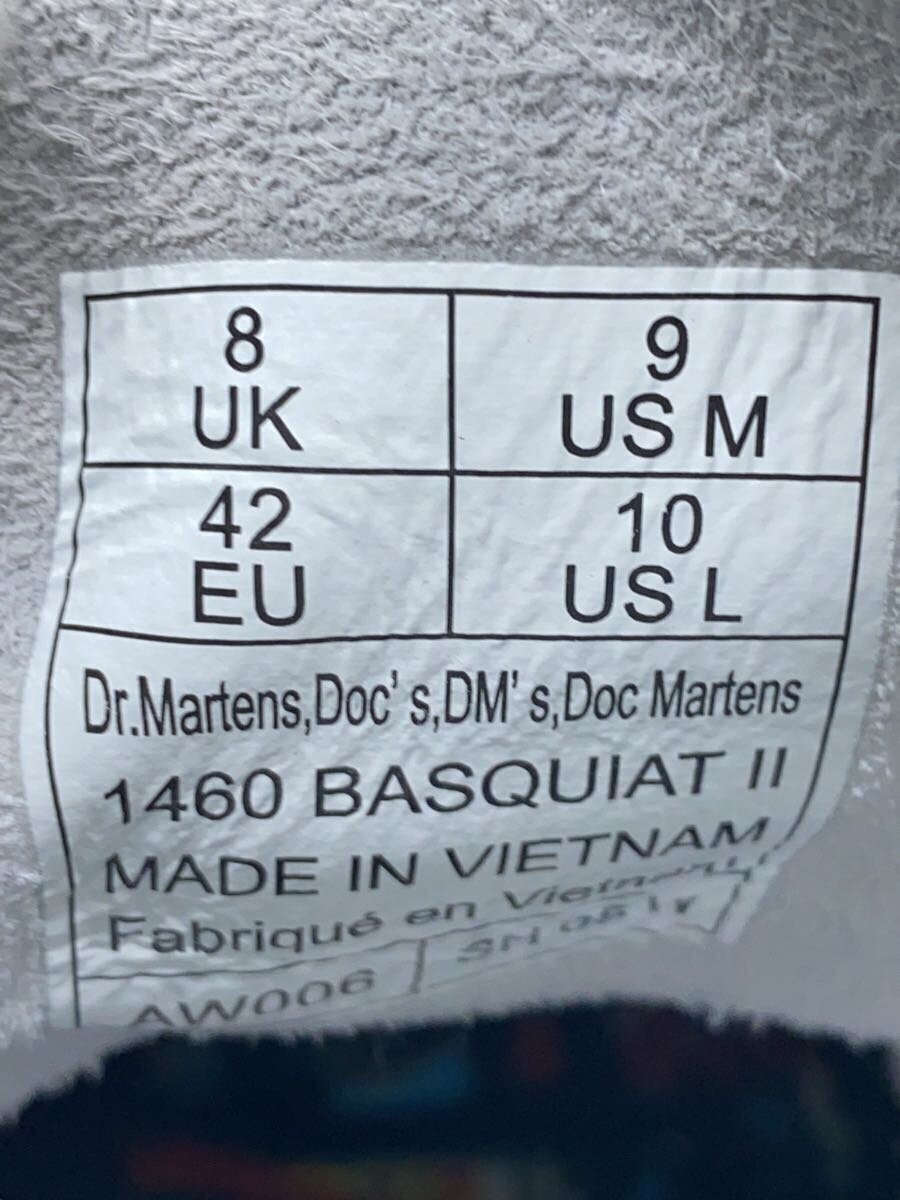 8 UK
9 US M
42 EU
10 US L
Dr.Martens,Doc's,DM's,Doc Martens
1460 BASQUIAT II
MADE IN VIETNAM
Fabriqué en Vietnam
AW006